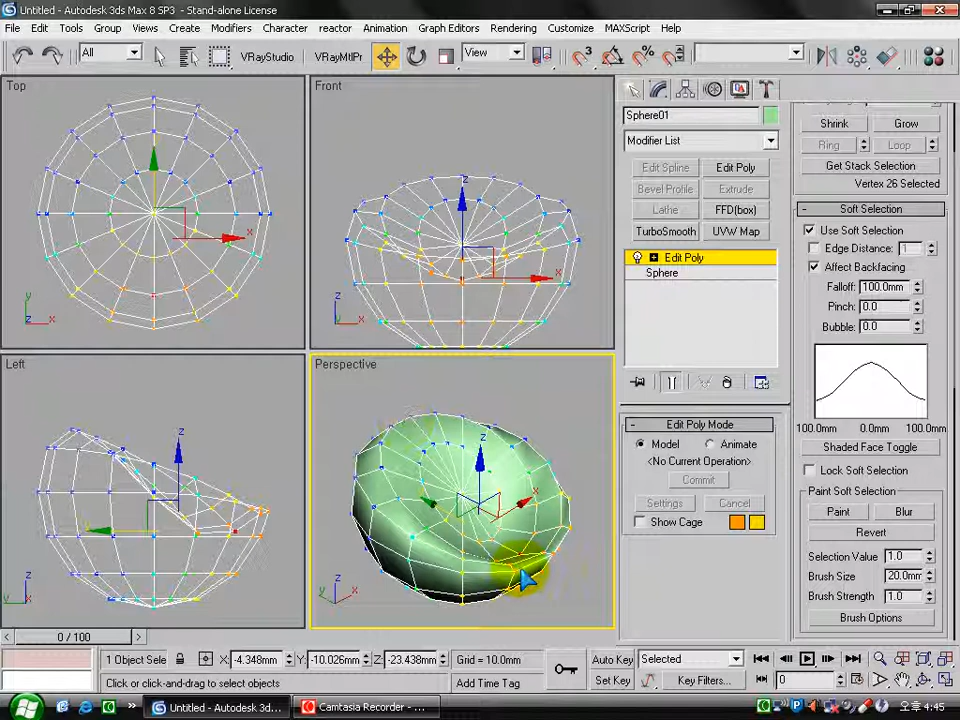 Untitled - Autodesk 3ds Max 8 SP3 - Stand-alone License
File Edit Tools Group Views Create Modifiers Character reactor Animation Graph Editors Rendering Customize MAXScript Help
All VRayStudio VRayMtlPr View
Top
Front
Left
Perspective
x
y
z
Sphere01
Modifier List
Edit Spline Edit Poly
Bevel Profile Extrude
Lathe FFD(box)
TurboSmooth UVW Map
Edit Poly
Sphere
Edit Poly Mode
Model Animate
<No Current Operation>
Commit
Settings Cancel
Show Cage
Shrink Grow
Ring Loop
Get Stack Selection
Vertex 26 Selected
Soft Selection
Use Soft Selection
Edge Distance: 1
Affect Backfacing
Falloff: 100.0mm
Pinch: 0.0
Bubble: 0.0
100.0mm 0.0mm 100.0mm
Shaded Face Toggle
Lock Soft Selection
Paint Soft Selection
Paint Blur
Revert
Selection Value 1.0
Brush Size 20.0mm
Brush Strength 1.0
Brush Options
0 / 100
1 Object Sele X: -4.348mm Y: -10.026mm Z: -23.438mm Grid = 10.0mm
Click or click-and-drag to select objects Add Time Tag
Auto Key Selected
Set Key Key Filters... 0
Untitled - Autodesk 3d... Camtasia Recorder - ... 오후 4:45